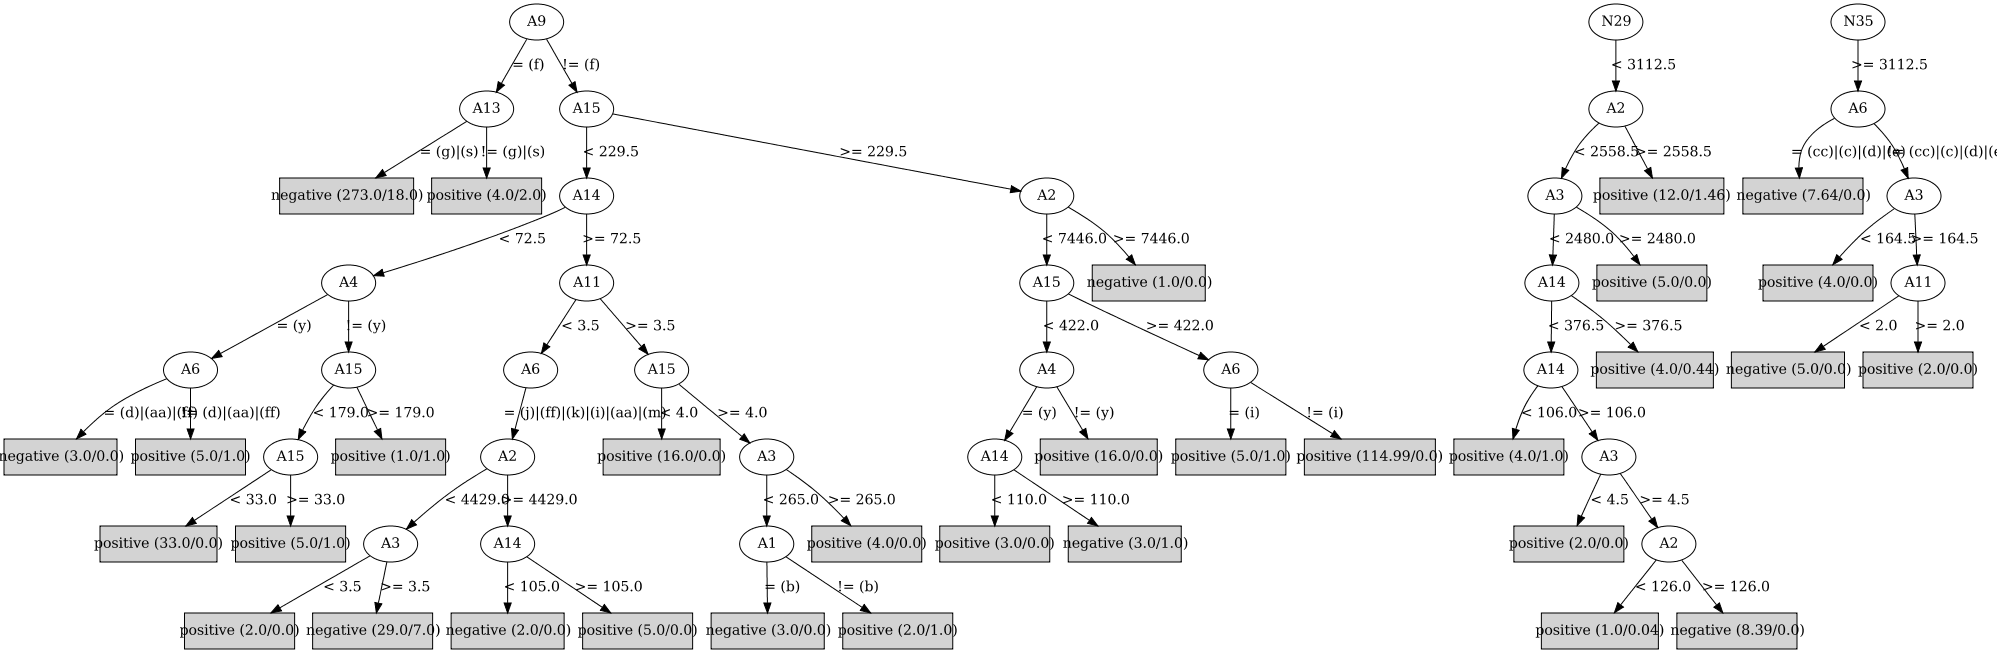 A9
N29
N35
= (f)
!= (f)
< 3112.5
>= 3112.5
A13
A15
A2
A6
= (g)|(s)
!= (g)|(s)
< 229.5
>= 229.5
< 2558.5
>= 2558.5
= (cc)|(c)|(d)|
(cc)|(c)|(d)|(e
negative (273.0/18.0)
positive (4.0/2.0)
A14
A2
A3
positive (12.0/1.46)
negative (7.64/0.0)
A3
< 72.5
>= 72.5
< 7446.0
>= 7446.0
< 2480.0
>= 2480.0
< 164.5
>= 164.5
A4
A11
A15
negative (1.0/0.0)
A14
positive (5.0/0.0)
positive (4.0/0.0)
A11
= (y)
!= (y)
< 3.5
>= 3.5
< 422.0
>= 422.0
< 376.5
>= 376.5
< 2.0
>= 2.0
A6
A15
A6
A15
A4
A6
A14
positive (4.0/0.44)
negative (5.0/0.0)
positive (2.0/0.0)
= (d)|(aa)|(ff)
!= (d)|(aa)|(ff)
< 179.0
>= 179.0
= (j)|(ff)|(k)|(i)|(aa)|(m)
< 4.0
>= 4.0
= (y)
!= (y)
= (i)
!= (i)
< 106.0
>= 106.0
negative (3.0/0.0)
positive (5.0/1.0)
A15
positive (1.0/1.0)
A2
positive (16.0/0.0)
A3
A14
positive (16.0/0.0)
positive (5.0/1.0)
positive (114.99/0.0)
positive (4.0/1.0)
A3
< 33.0
>= 33.0
< 4429.0
>= 4429.0
< 265.0
>= 265.0
< 110.0
>= 110.0
< 4.5
>= 4.5
positive (33.0/0.0)
positive (5.0/1.0)
A3
A14
A1
positive (4.0/0.0)
positive (3.0/0.0)
negative (3.0/1.0)
positive (2.0/0.0)
A2
< 3.5
>= 3.5
< 105.0
>= 105.0
= (b)
!= (b)
< 126.0
>= 126.0
positive (2.0/0.0)
negative (29.0/7.0)
negative (2.0/0.0)
positive (5.0/0.0)
negative (3.0/0.0)
positive (2.0/1.0)
positive (1.0/0.04)
negative (8.39/0.0)